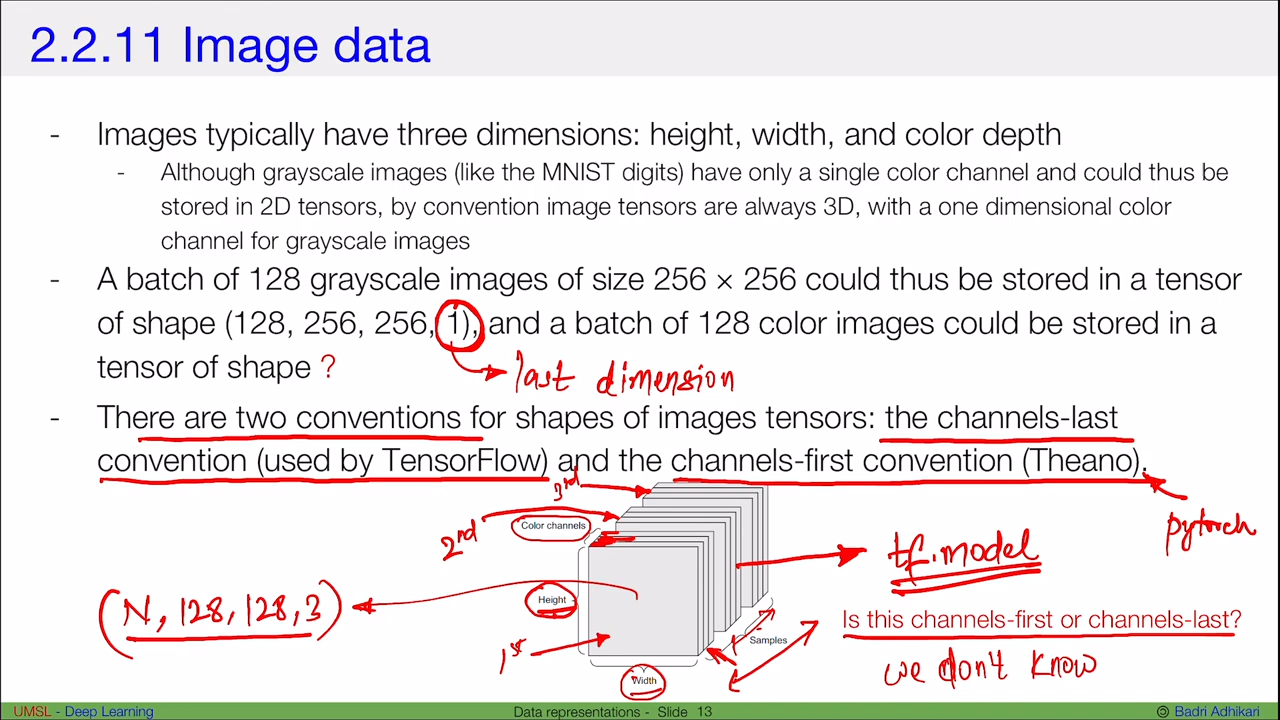 2.2.11 Image data
- Images typically have three dimensions: height, width, and color depth
- Although grayscale images (like the MNIST digits) have only a single color channel and could thus be
stored in 2D tensors, by convention image tensors are always 3D, with a one dimensional color
channel for grayscale images
- A batch of 128 grayscale images of size 256 × 256 could thus be stored in a tensor
of shape (128, 256, 256, 1), and a batch of 128 color images could be stored in a
tensor of shape ?
last dimension
- There are two conventions for shapes of images tensors: the channels-last
convention (used by TensorFlow) and the channels-first convention (Theano).
3rd
2nd
Color channels
pytorch
tf.model
(N, 128, 128, 3)
Height
Is this channels-first or channels-last?
1st
Samples
we don't know
Width
UMSL - Deep Learning
Data representations - Slide 13
© Badri Adhikari